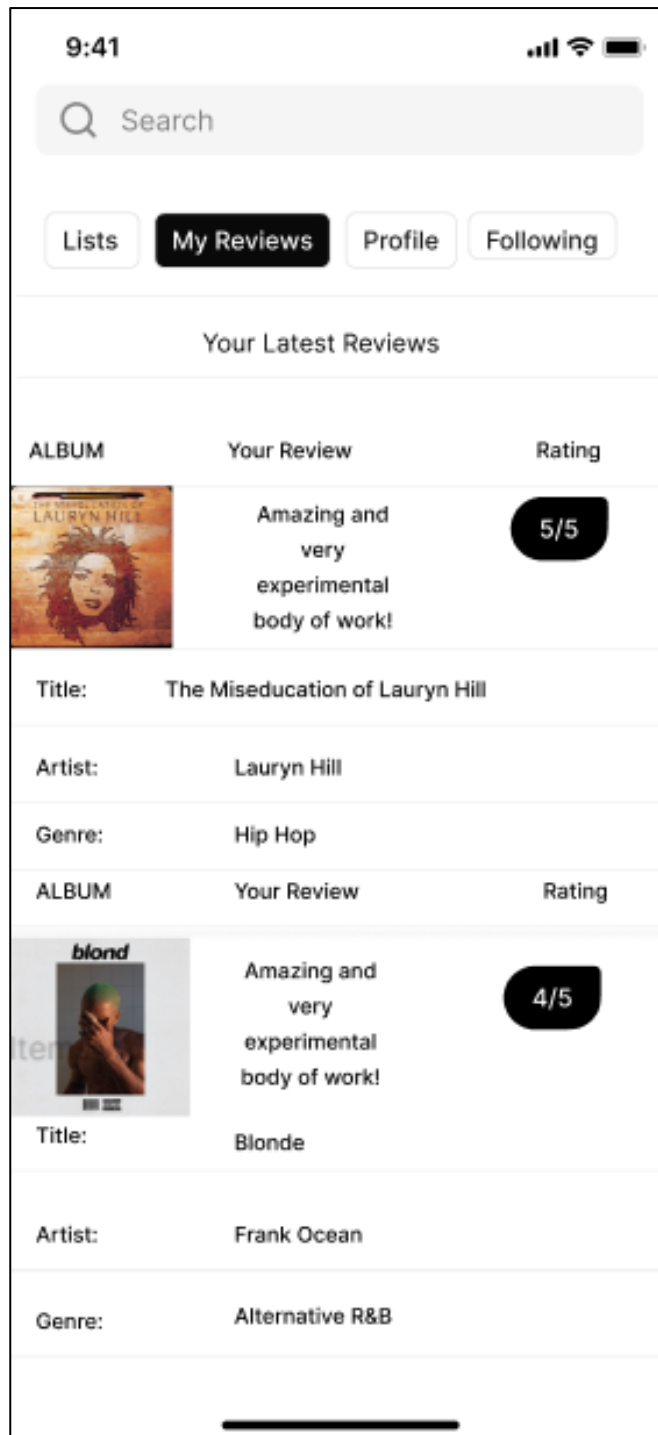 9:41
Search
Lists My Reviews Profile Following
Your Latest Reviews
ALBUM Your Review Rating
THE MISEDUCATION OF
LAURYN HILL
Amazing and
very
experimental
body of work!
5/5
Title: The Miseducation of Lauryn Hill
Artist: Lauryn Hill
Genre: Hip Hop
ALBUM Your Review Rating
blond
Amazing and
very
experimental
body of work!
4/5
Title: Blonde
Artist: Frank Ocean
Genre: Alternative R&B